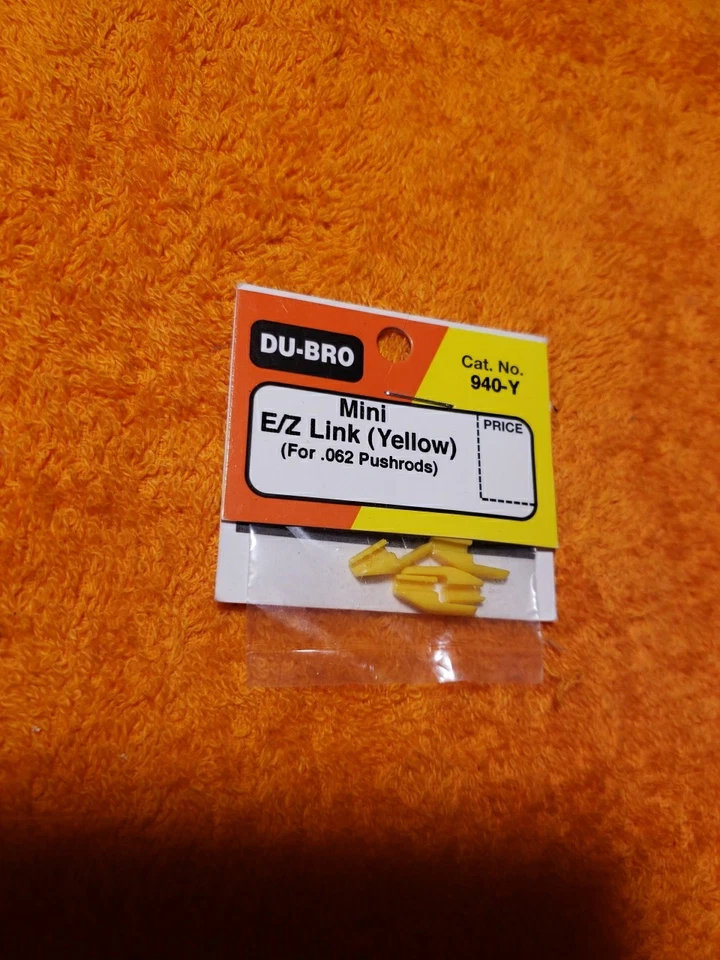 DU-BRO
Cat. No.
940-Y
Mini
E/Z Link (Yellow)
(For .062 Pushrods)
PRICE